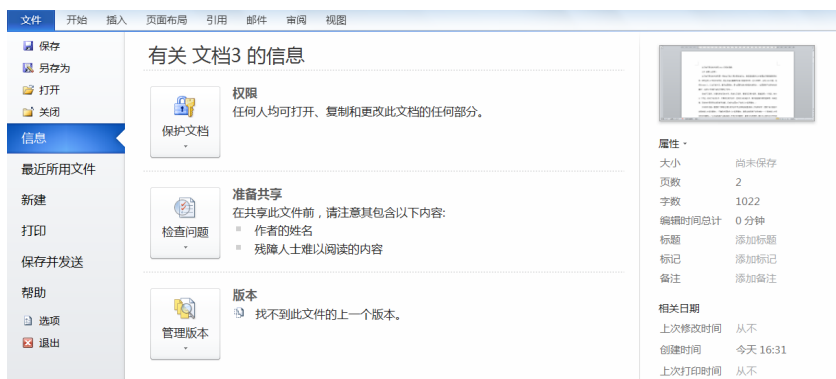 文件 开始 插入 页面布局 引用 邮件 审阅 视图
保存
另存为
打开
关闭
信息
最近所用文件
新建
打印
保存并发送
帮助
选项
退出
有关 文档3 的信息
保护文档
权限
任何人均可打开、复制和更改此文档的任何部分。
检查问题
准备共享
在共享此文件前，请注意其包含以下内容:
作者的姓名
残障人士难以阅读的内容
管理版本
版本
找不到此文件的上一个版本。
属性
大小 尚未保存
页数 2
字数 1022
编辑时间总计 0 分钟
标题 添加标题
标记 添加标记
备注 添加备注
相关日期
上次修改时间 从不
创建时间 今天 16:31
上次打印时间 从不